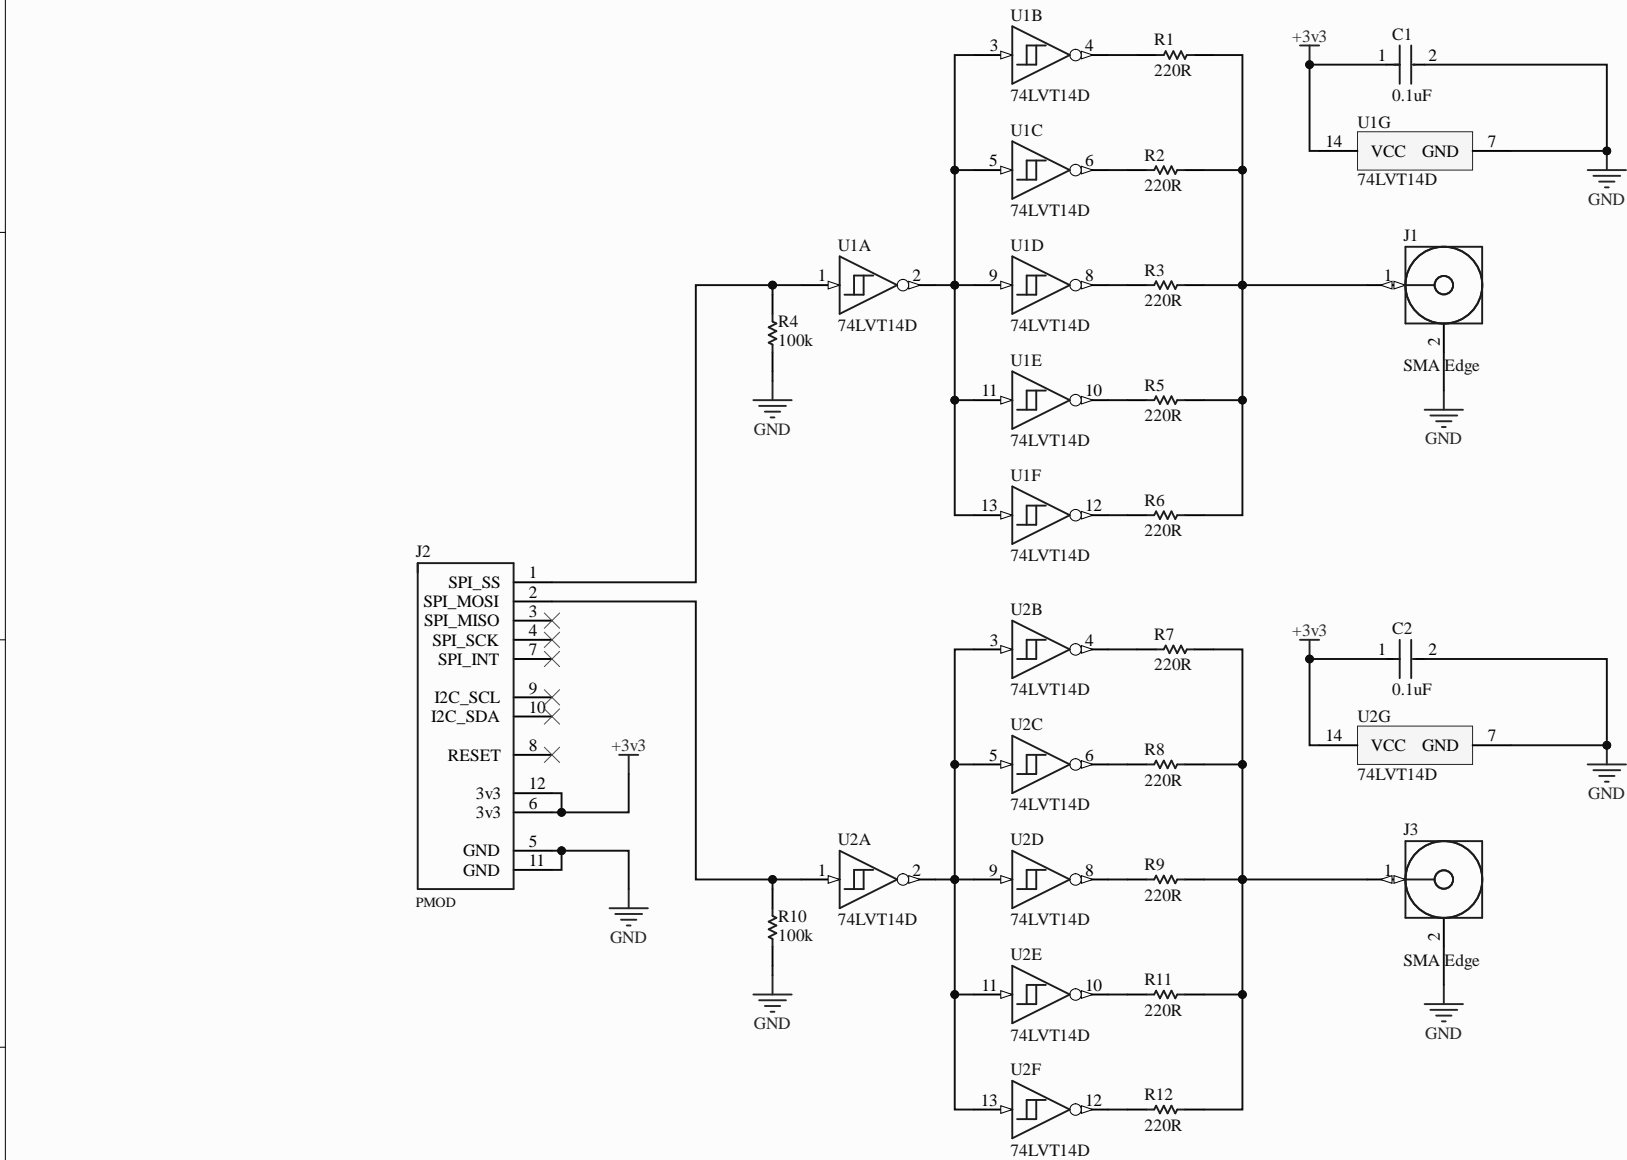 U1B
3
4
74LVT14D
R1
220R
+3v3
C1
1
2
0.1uF
U1G
14
VCC GND
7
74LVT14D
GND
U1C
5
6
74LVT14D
R2
220R
U1A
1
2
74LVT14D
R4
100k
GND
U1D
9
8
74LVT14D
R3
220R
J1
1
2
SMA Edge
GND
U1E
11
10
74LVT14D
R5
220R
U1F
13
12
74LVT14D
R6
220R
J2
SPI_SS 1
SPI_MOSI 2
SPI_MISO 3
SPI_SCK 4
SPI_INT 7
I2C_SCL 9
I2C_SDA 10
RESET 8
3v3 12
3v3 6
GND 5
GND 11
PMOD
+3v3
GND
U2B
3
4
74LVT14D
R7
220R
+3v3
C2
1
2
0.1uF
U2G
14
VCC GND
7
74LVT14D
GND
U2C
5
6
74LVT14D
R8
220R
U2A
1
2
74LVT14D
R10
100k
GND
U2D
9
8
74LVT14D
R9
220R
J3
1
2
SMA Edge
GND
U2E
11
10
74LVT14D
R11
220R
U2F
13
12
74LVT14D
R12
220R